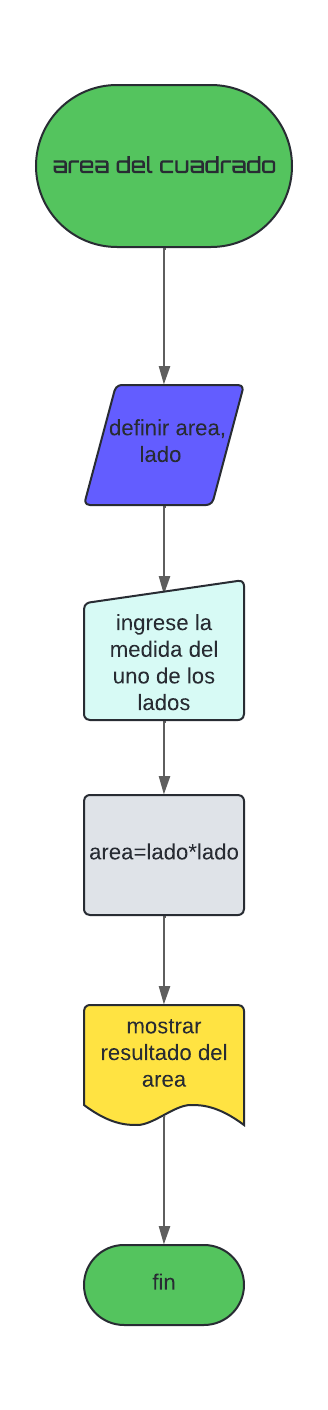 area del cuadrado
definir area,
lado
ingrese la
medida del
uno de los
lados
area=lado*lado
mostrar
resultado del
area
fin